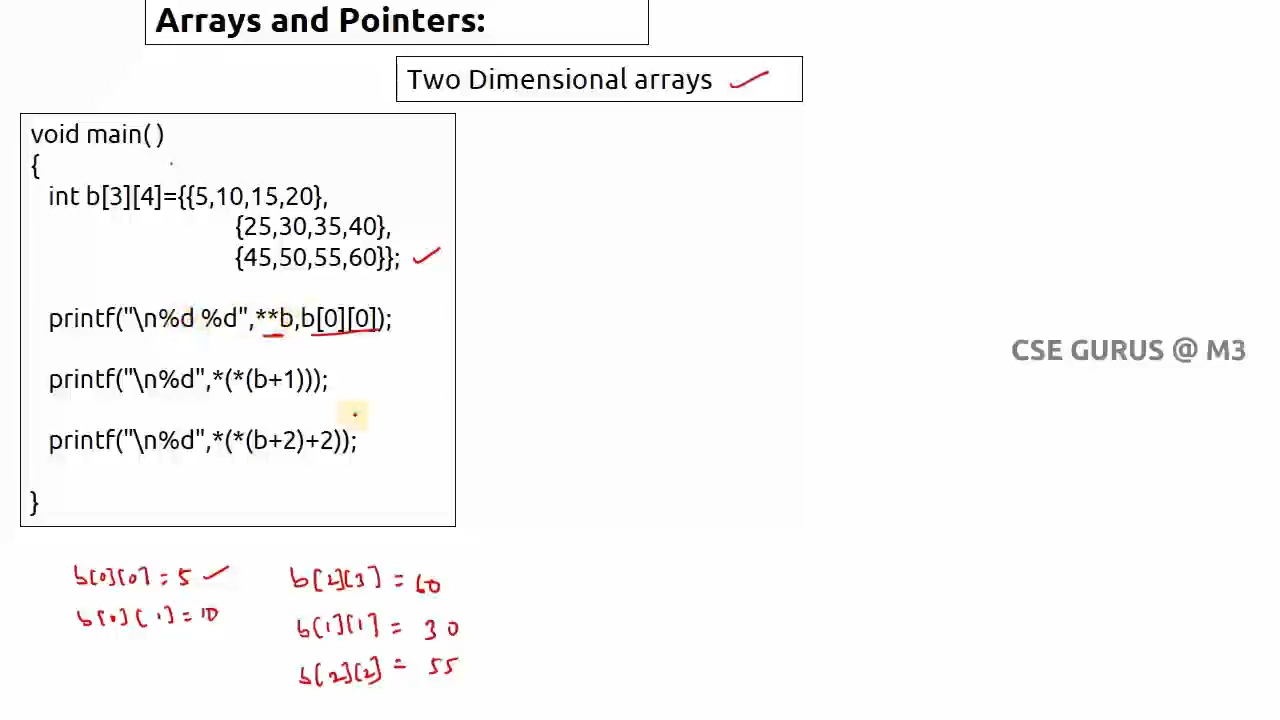 Arrays and Pointers:
Two Dimensional arrays
void main( )
{
int b[3][4]={{5,10,15,20},
{25,30,35,40},
{45,50,55,60}};
printf("\n%d %d",**b,b[0][0]);
printf("\n%d",*(*(b+1)));
printf("\n%d",*(*(b+2)+2));
}
CSE GURUS @ M3
b[0][0] = 5
b[0][1] = 10
b[2][3] = 60
b[1][1] = 30
b[2][2] = 55